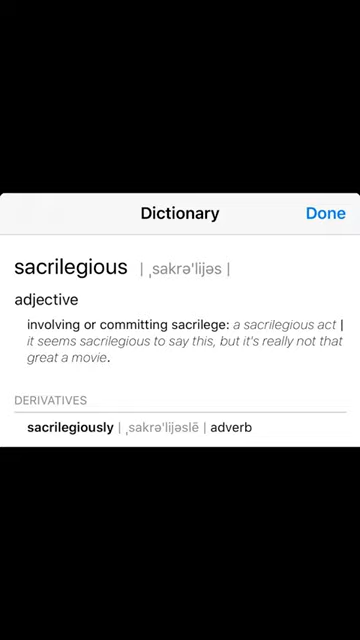 Dictionary Done
sacrilegious | ˌsakrəˈlijəs |
adjective
involving or committing sacrilege: a sacrilegious act |
it seems sacrilegious to say this, but it's really not that
great a movie.
DERIVATIVES
sacrilegiously | ˌsakrəˈlijəslē | adverb